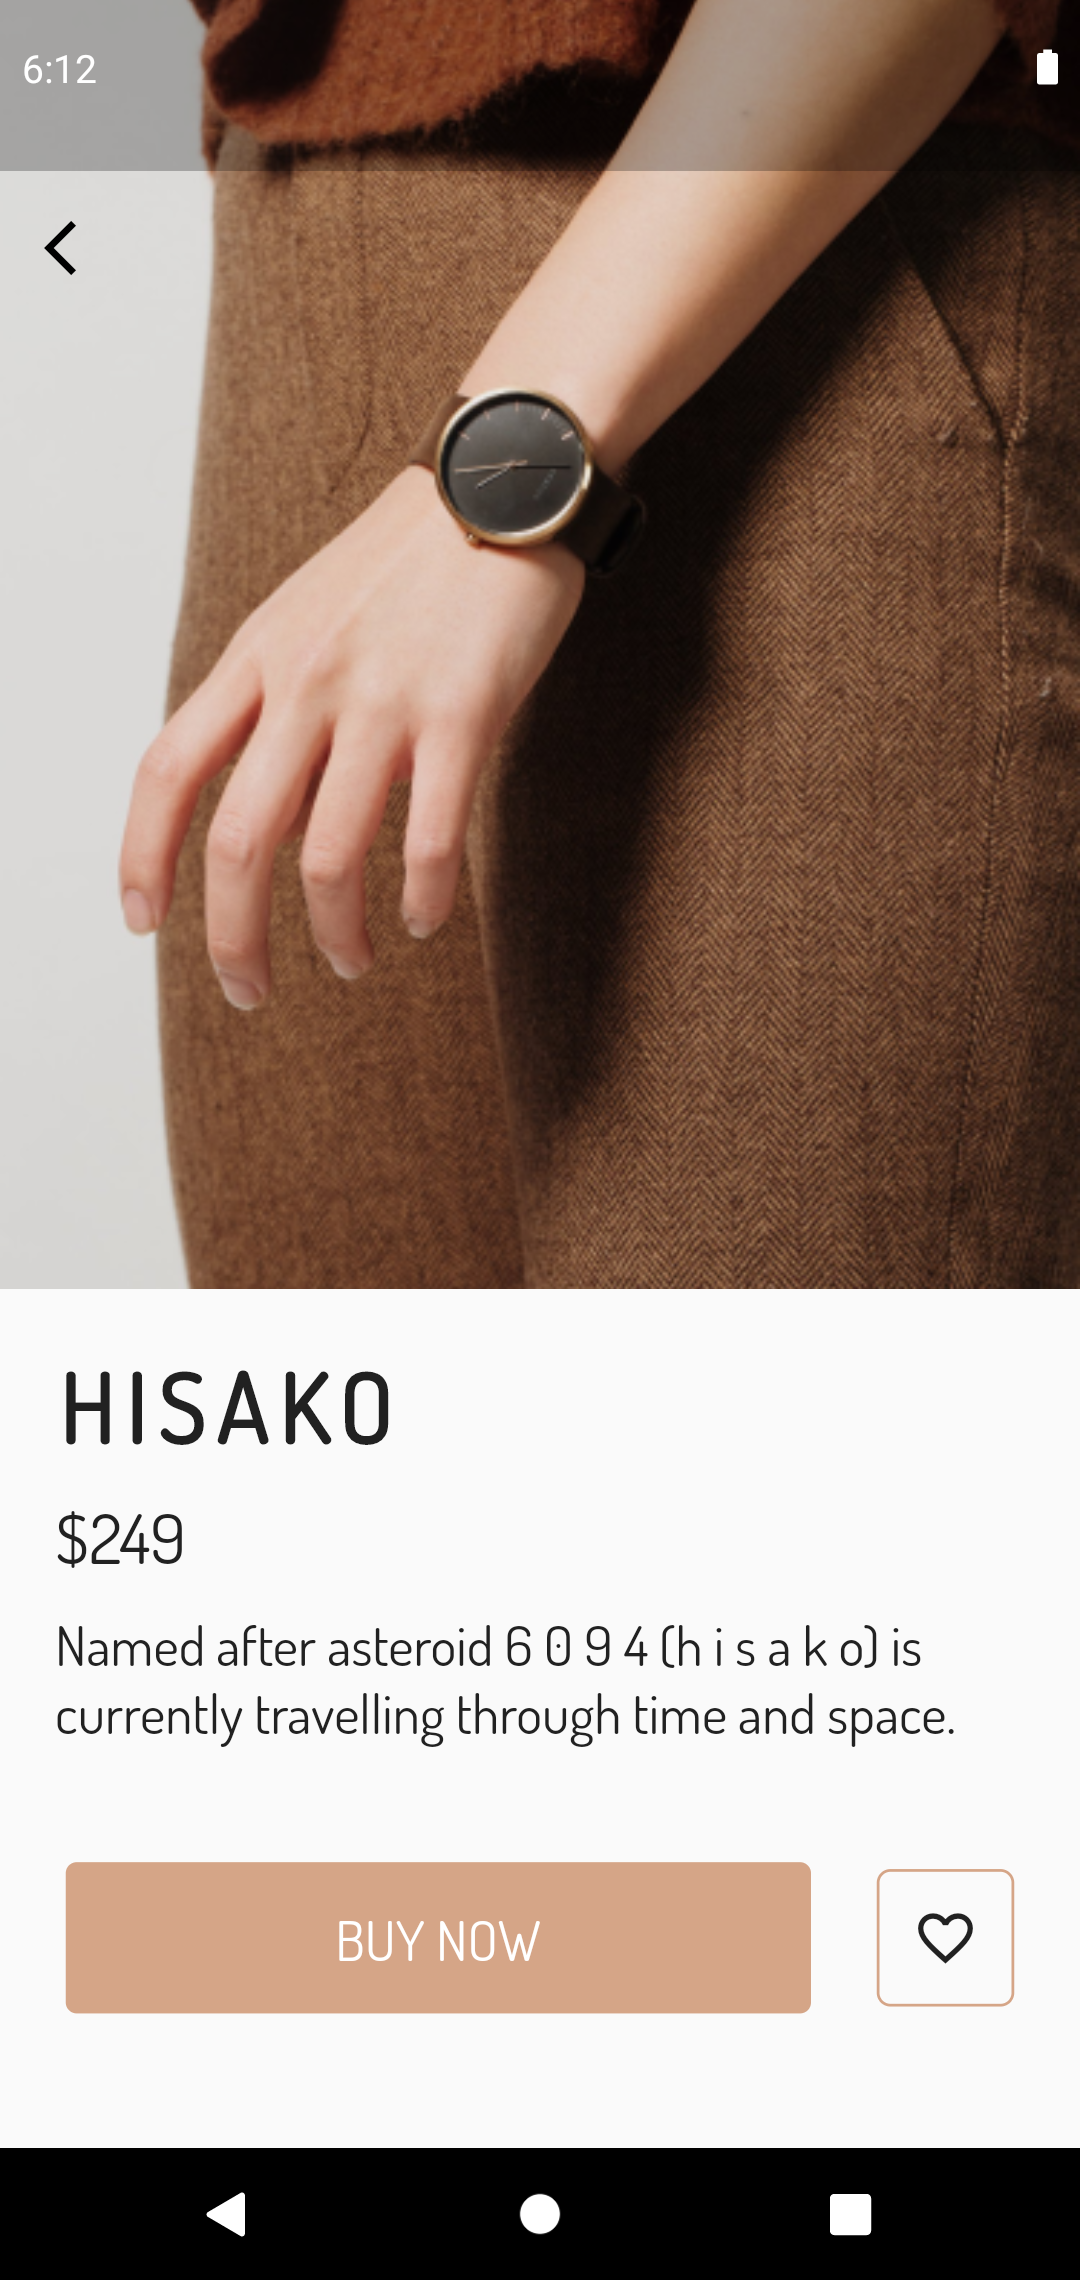 6:12
HISAKO
$249
Named after asteroid 6 0 9 4 (h i s a k o) is
currently travelling through time and space.
BUY NOW